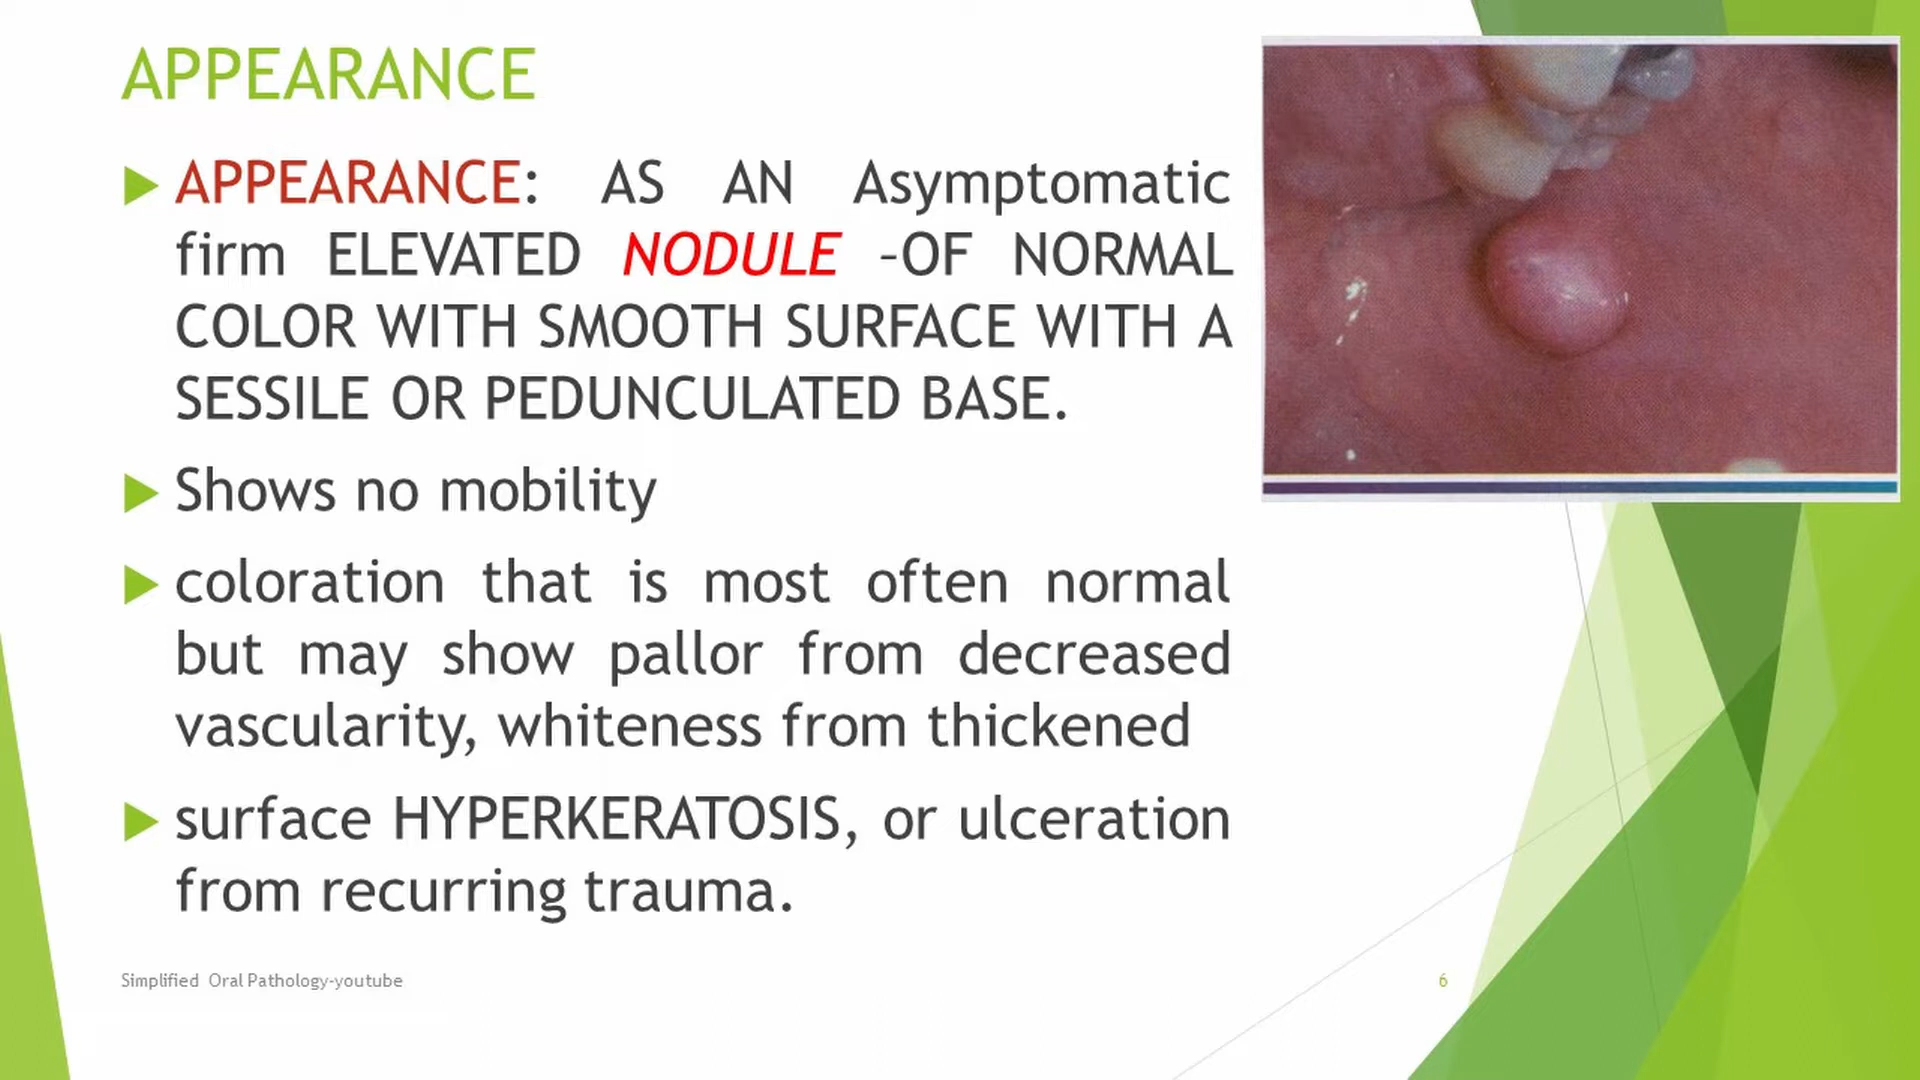 APPEARANCE
APPEARANCE: AS AN Asymptomatic
firm ELEVATED NODULE –OF NORMAL
COLOR WITH SMOOTH SURFACE WITH A
SESSILE OR PEDUNCULATED BASE.
Shows no mobility
coloration that is most often normal
but may show pallor from decreased
vascularity, whiteness from thickened
surface HYPERKERATOSIS, or ulceration
from recurring trauma.
Simplified Oral Pathology-youtube
6